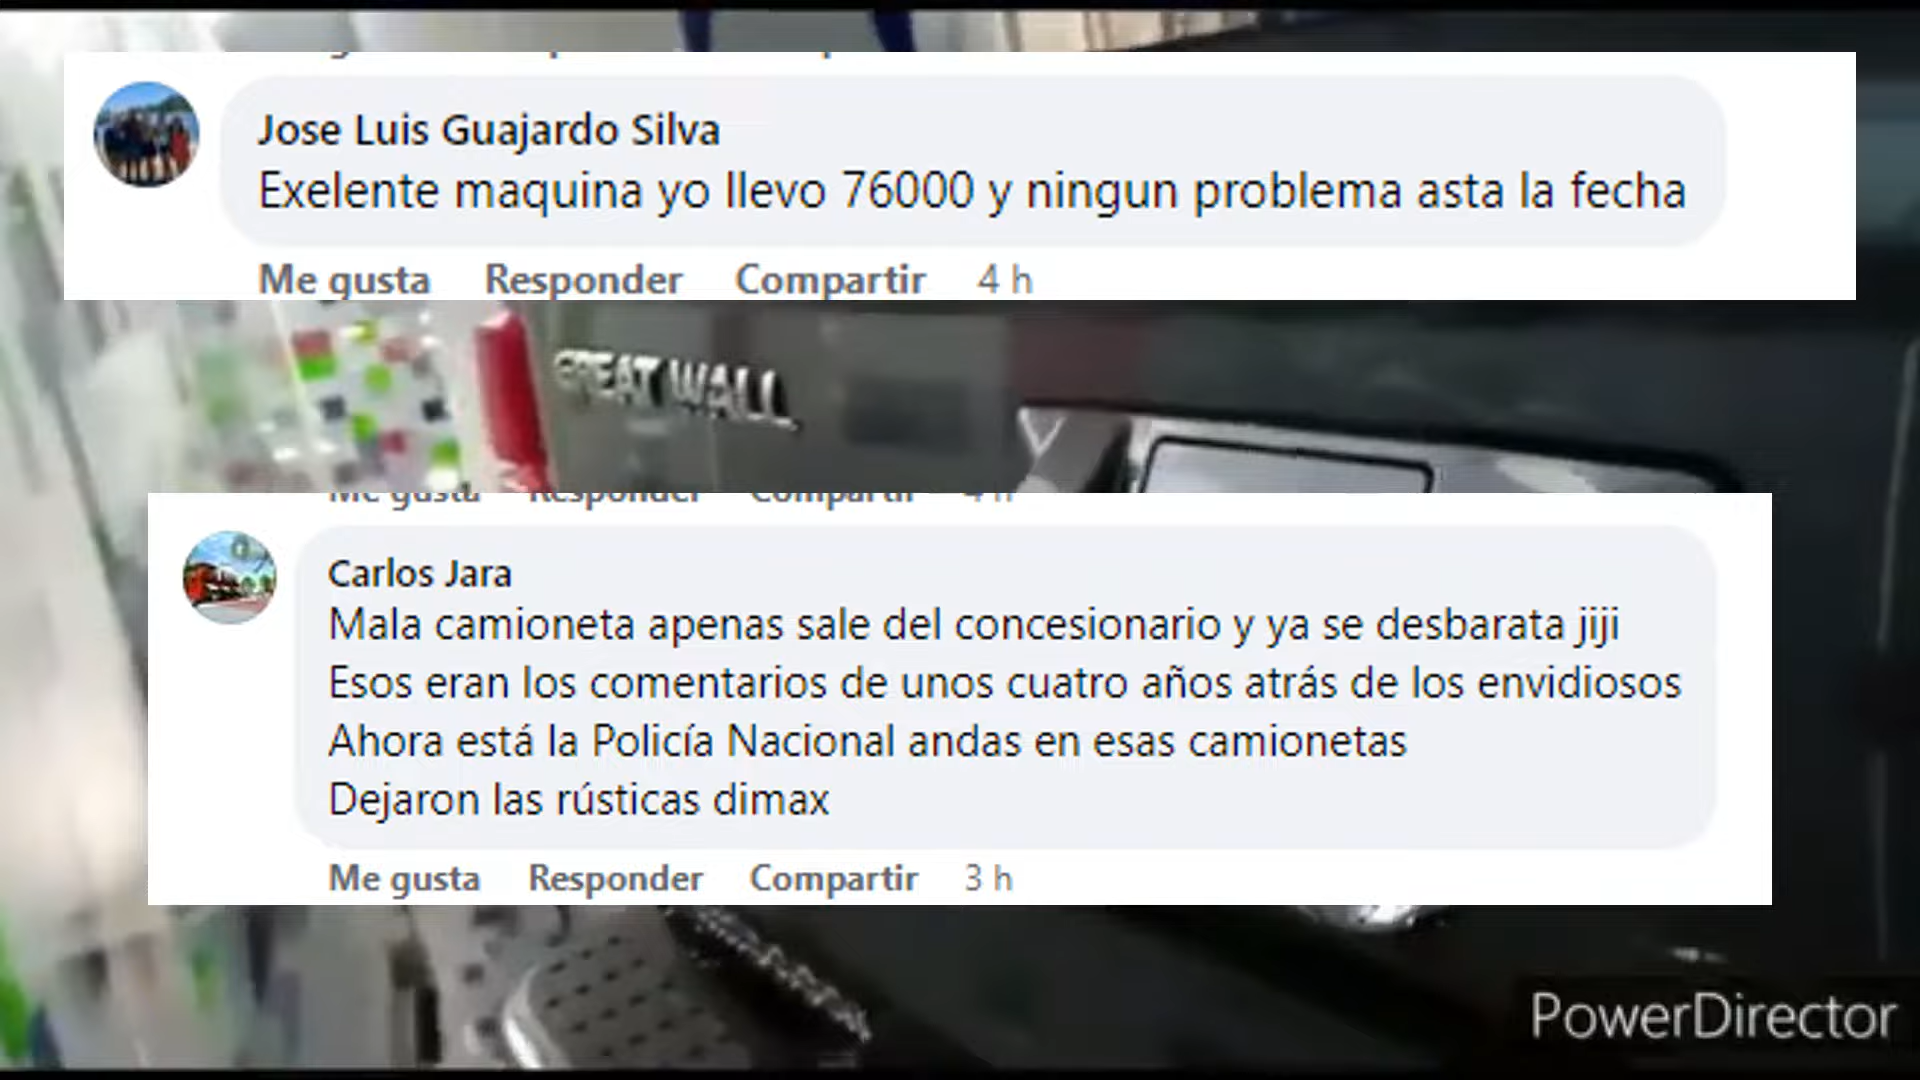 Jose Luis Guajardo Silva
Exelente maquina yo llevo 76000 y ningun problema asta la fecha
Me gusta Responder Compartir 4 h
GREAT WALL
Me gusta Responder Compartir 4 h
Carlos Jara
Mala camioneta apenas sale del concesionario y ya se desbarata jiji
Esos eran los comentarios de unos cuatro años atrás de los envidiosos
Ahora está la Policía Nacional andas en esas camionetas
Dejaron las rústicas dimax
Me gusta Responder Compartir 3 h
PowerDirector